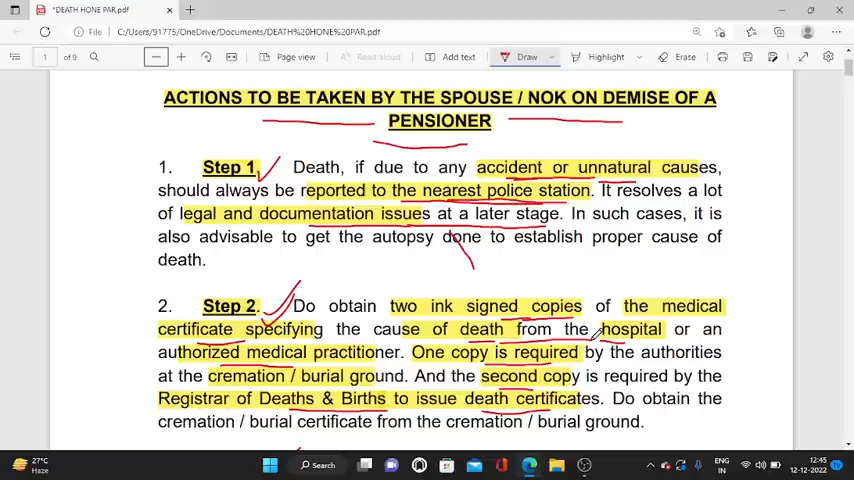 *DEATH HONE PAR.pdf
File C:/Users/91775/OneDrive/Documents/DEATH%20HONE%20PAR.pdf
1 of 9 Page view Read aloud Add text Draw Highlight Erase
ACTIONS TO BE TAKEN BY THE SPOUSE / NOK ON DEMISE OF A
PENSIONER
1. Step 1 Death, if due to any accident or unnatural causes,
should always be reported to the nearest police station. It resolves a lot
of legal and documentation issues at a later stage. In such cases, it is
also advisable to get the autopsy done to establish proper cause of
death.
2. Step 2. Do obtain two ink signed copies of the medical
certificate specifying the cause of death from the hospital or an
authorized medical practitioner. One copy is required by the authorities
at the cremation / burial ground. And the second copy is required by the
Registrar of Deaths & Births to issue death certificates. Do obtain the
cremation / burial certificate from the cremation / burial ground.
27°C
Haze
Search
ENG
IN
12:45
12-12-2022